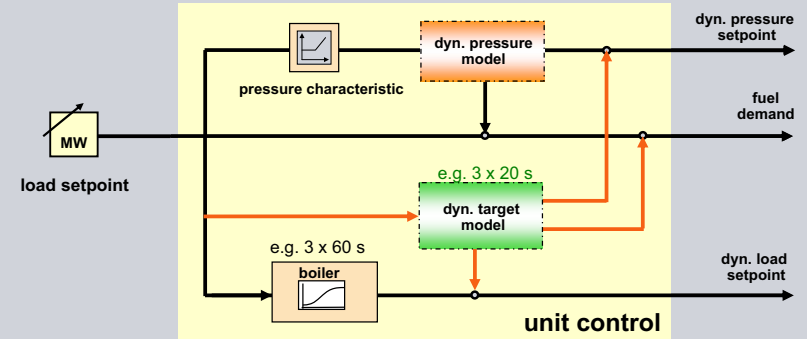 dyn. pressure
setpoint
dyn. pressure
model
pressure characteristic
fuel
demand
MW
load setpoint
e.g. 3 x 20 s
dyn. target
model
e.g. 3 x 60 s
boiler
dyn. load
setpoint
unit control